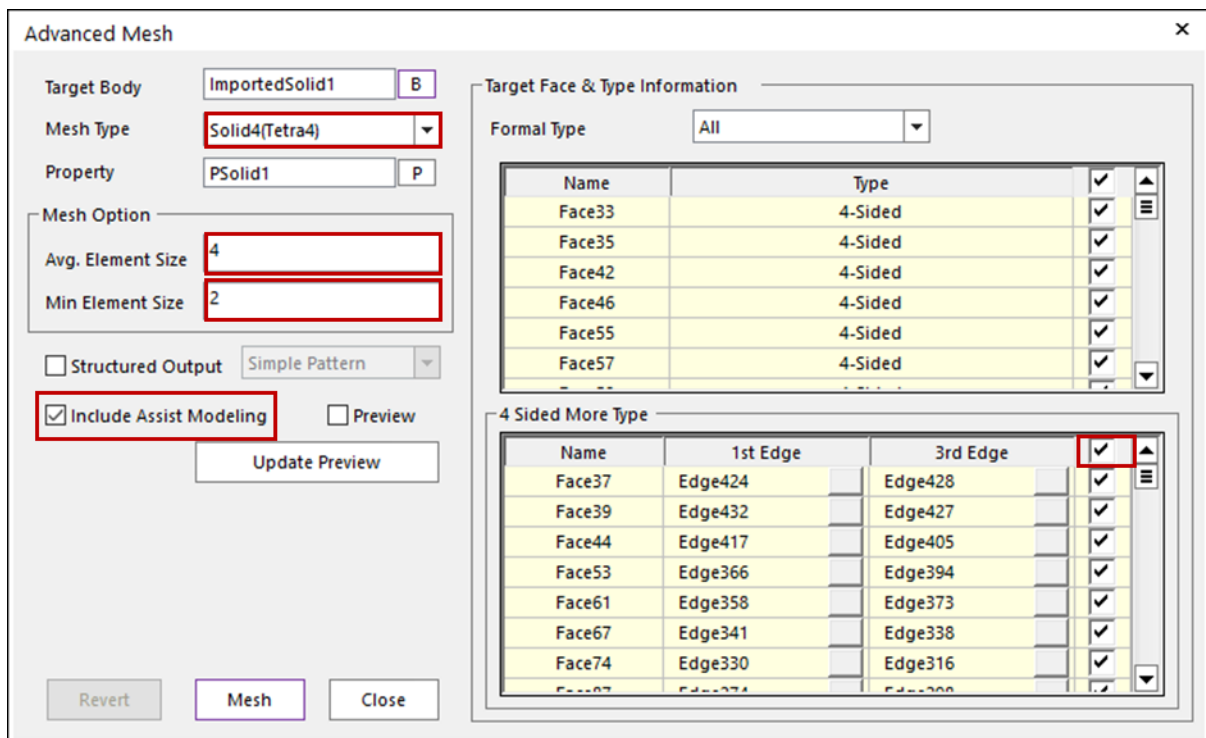 Advanced Mesh
Target Body ImportedSolid1 B
Mesh Type Solid4(Tetra4)
Property PSolid1 P
Mesh Option
Avg. Element Size 4
Min Element Size 2
Structured Output Simple Pattern
Include Assist Modeling Preview
Update Preview
Revert Mesh Close
Target Face & Type Information
Formal Type All
Name Type
Face33 4-Sided
Face35 4-Sided
Face42 4-Sided
Face46 4-Sided
Face55 4-Sided
Face57 4-Sided
4 Sided More Type
Name 1st Edge 3rd Edge
Face37 Edge424 Edge428
Face39 Edge432 Edge427
Face44 Edge417 Edge405
Face53 Edge366 Edge394
Face61 Edge358 Edge373
Face67 Edge341 Edge338
Face74 Edge330 Edge316